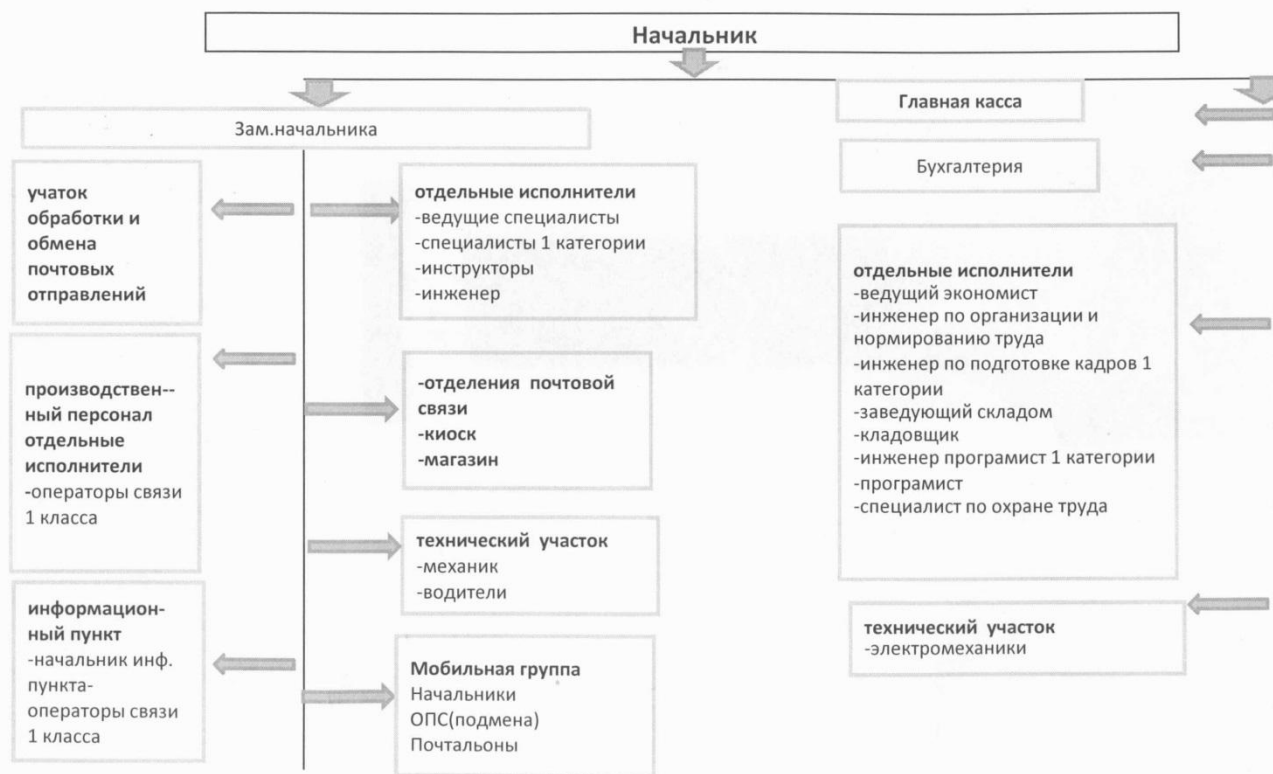 Начальник
Зам.начальника
учаток
обработки и
обмена
почтовых
отправлений
производствен--
ный персонал
отдельные
исполнители
-операторы связи
1 класса
информацион-
ный пункт
-начальник инф.
пункта-
операторы связи
1 класса
отдельные исполнители
-ведущие специалисты
-специалисты 1 категории
-инструкторы
-инженер
-отделения почтовой
связи
-киоск
-магазин
технический участок
-механик
-водители
Мобильная группа
Начальники
ОПС(подмена)
Почтальоны
Главная касса
Бухгалтерия
отдельные исполнители
-ведущий экономист
-инженер по организации и
нормированию труда
-инженер по подготовке кадров 1
категории
-заведующий складом
-кладовщик
-инженер програмист 1 категории
-програмист
-специалист по охране труда
технический участок
-электромеханики